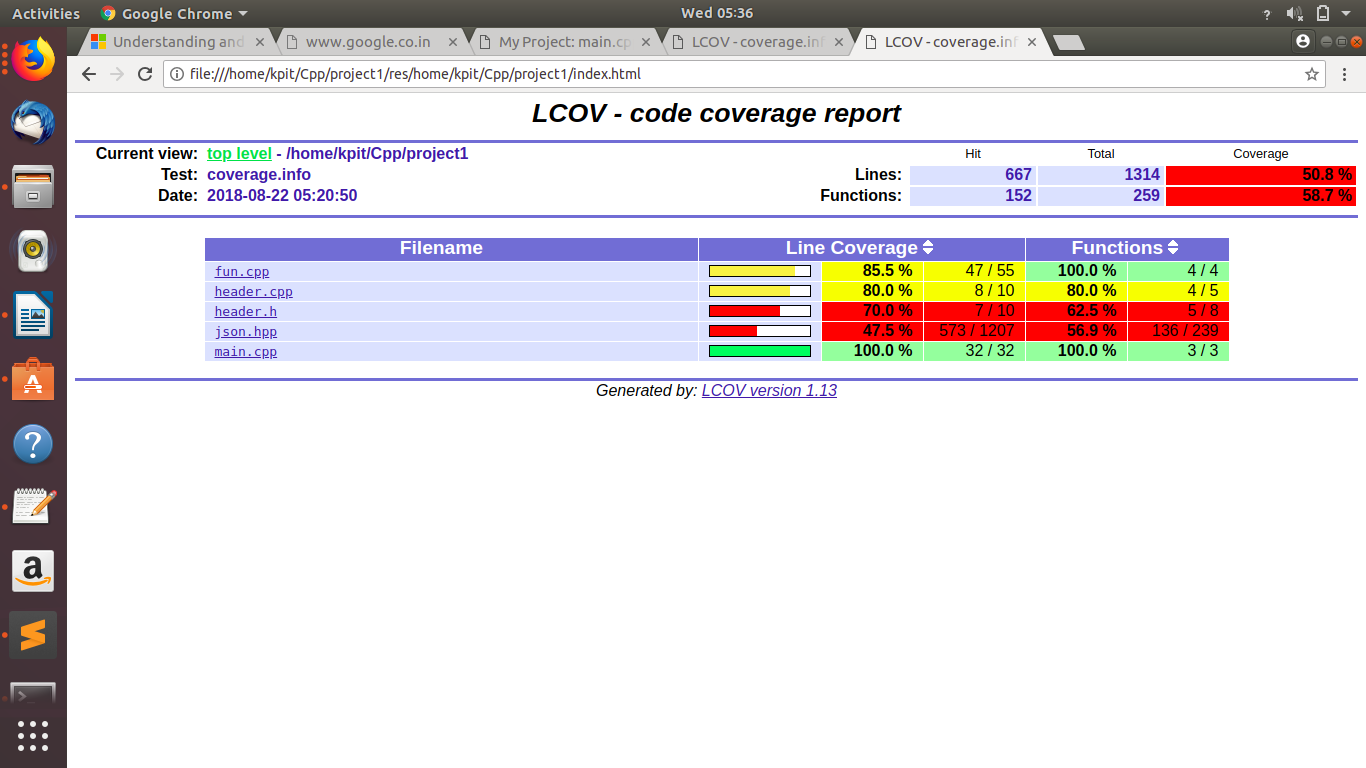 Activities Google Chrome Wed 05:36 ?
Understanding and www.google.co.in My Project: main.cp LCOV - coverage.inf LCOV - coverage.inf
file:///home/kpit/Cpp/project1/res/home/kpit/Cpp/project1/index.html
LCOV - code coverage report
Current view: top level - /home/kpit/Cpp/project1 Hit Total Coverage
Test: coverage.info Lines: 667 1314 50.8 %
Date: 2018-08-22 05:20:50 Functions: 152 259 58.7 %
Filename Line Coverage Functions
fun.cpp 85.5 % 47 / 55 100.0 % 4 / 4
header.cpp 80.0 % 8 / 10 80.0 % 4 / 5
header.h 70.0 % 7 / 10 62.5 % 5 / 8
json.hpp 47.5 % 573 / 1207 56.9 % 136 / 239
main.cpp 100.0 % 32 / 32 100.0 % 3 / 3
Generated by: LCOV version 1.13